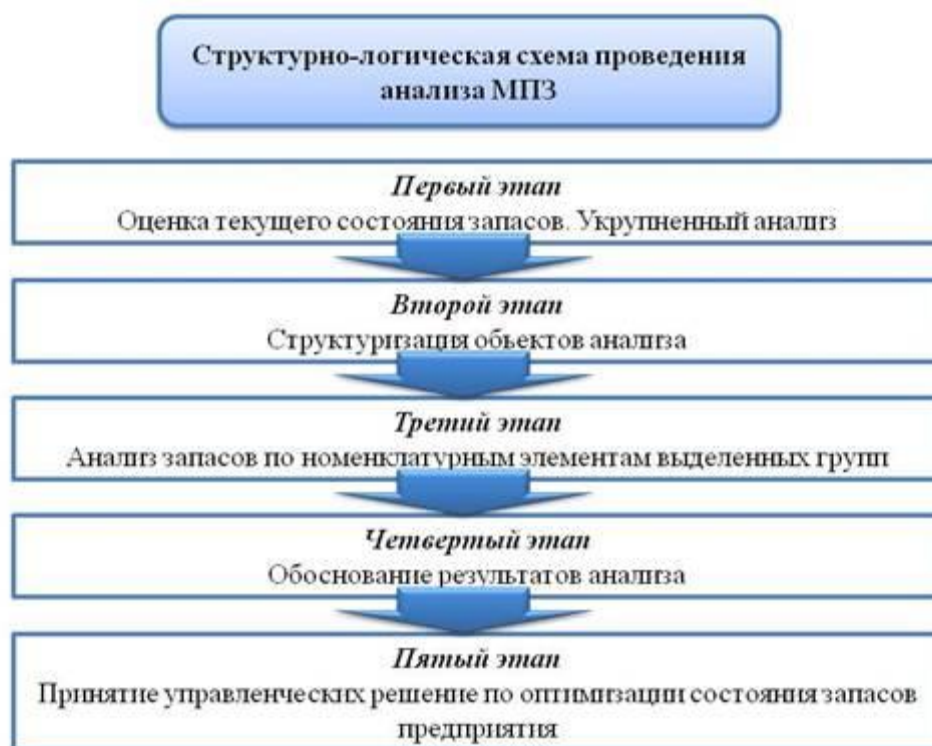 Структурно-логическая схема проведения
анализа МПЗ
Первый этап
Оценка текущего состояния запасов. Укрупненный анализ
Второй этап
Структуризация объектов анализа
Третий этап
Анализ запасов по номенклатурным элементам выделенных групп
Четвертый этап
Обоснование результатов анализа
Пятый этап
Принятие управленческих решение по оптимизации состояния запасов
предприятия